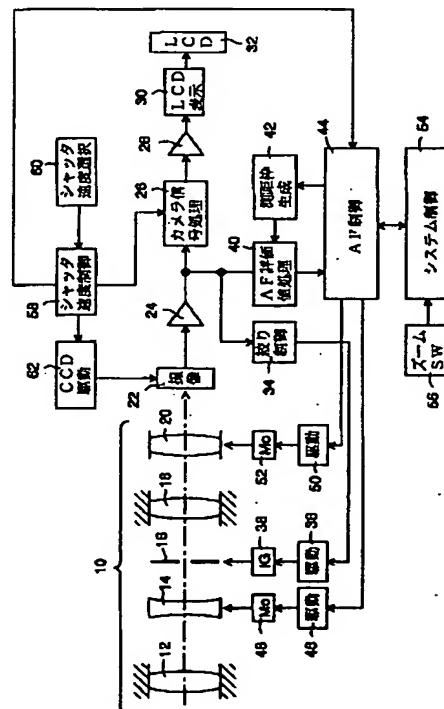 60
シャッタ
速度選択
58
シャッタ
速度制御
62
CCD
駆動
10
12
14
16
18
20
22
撮像
24
26
カメラ信
号処理
28
30
LCD
表示
32
LCD
34
絞り
制御
40
AF評価
値処理
42
測距枠
生成
44
AF制御
38
IG
38
駆動
48
Mo
48
駆動
52
Mo
50
駆動
54
システム制御
56
ズーム
SW